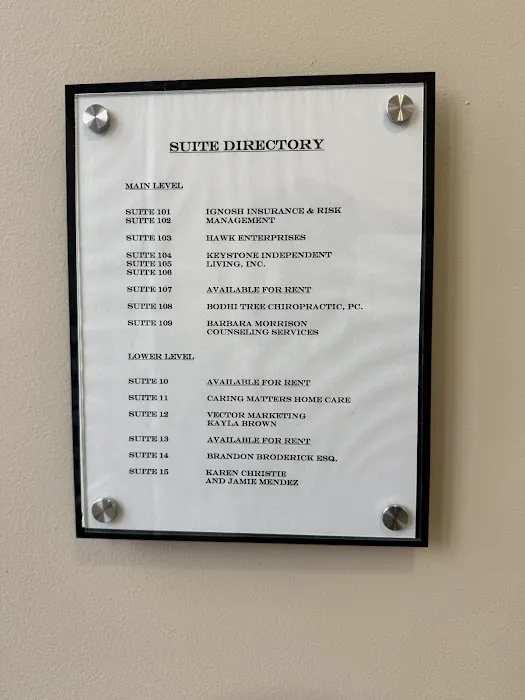 SUITE DIRECTORY
MAIN LEVEL
SUITE 101 IGNOSH INSURANCE & RISK
SUITE 102 MANAGEMENT
SUITE 103 HAWK ENTERPRISES
SUITE 104 KEYSTONE INDEPENDENT
SUITE 105 LIVING, INC.
SUITE 106
SUITE 107 AVAILABLE FOR RENT
SUITE 108 BODHI TREE CHIROPRACTIC, PC.
SUITE 109 BARBARA MORRISON
COUNSELING SERVICES
LOWER LEVEL
SUITE 10 AVAILABLE FOR RENT
SUITE 11 CARING MATTERS HOME CARE
SUITE 12 VECTOR MARKETING
KAYLA BROWN
SUITE 13 AVAILABLE FOR RENT
SUITE 14 BRANDON BRODERICK ESQ.
SUITE 15 KAREN CHRISTIE
AND JAMIE MENDEZ